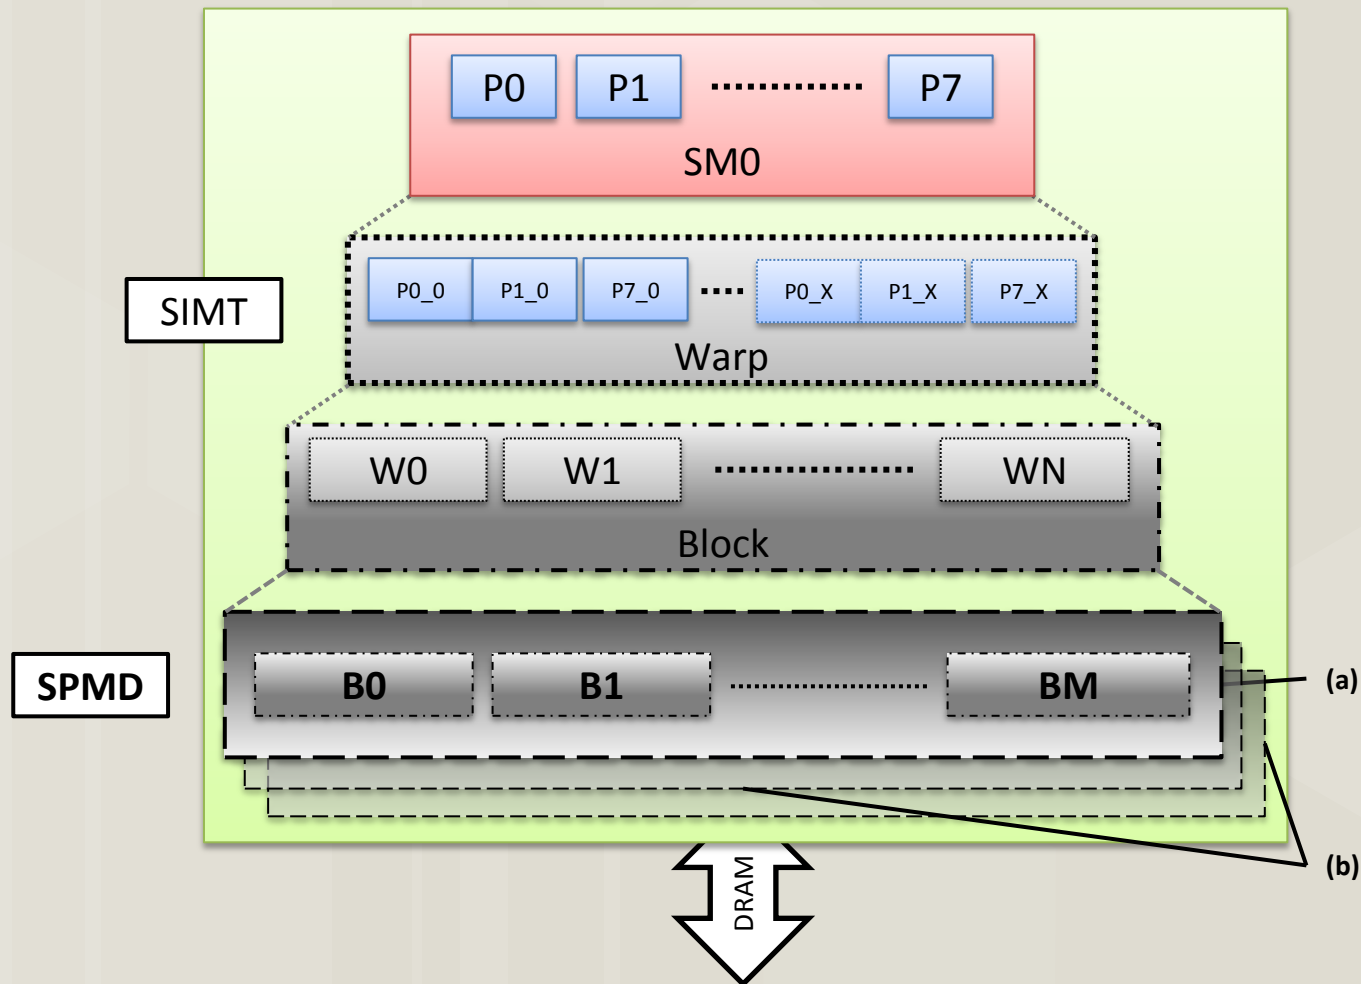 P0 P1 P7
SM0
SIMT
P0_0 P1_0 P7_0 P0_X P1_X P7_X
Warp
W0 W1 WN
Block
SPMD
B0 B1 BM
(a)
(b)
DRAM